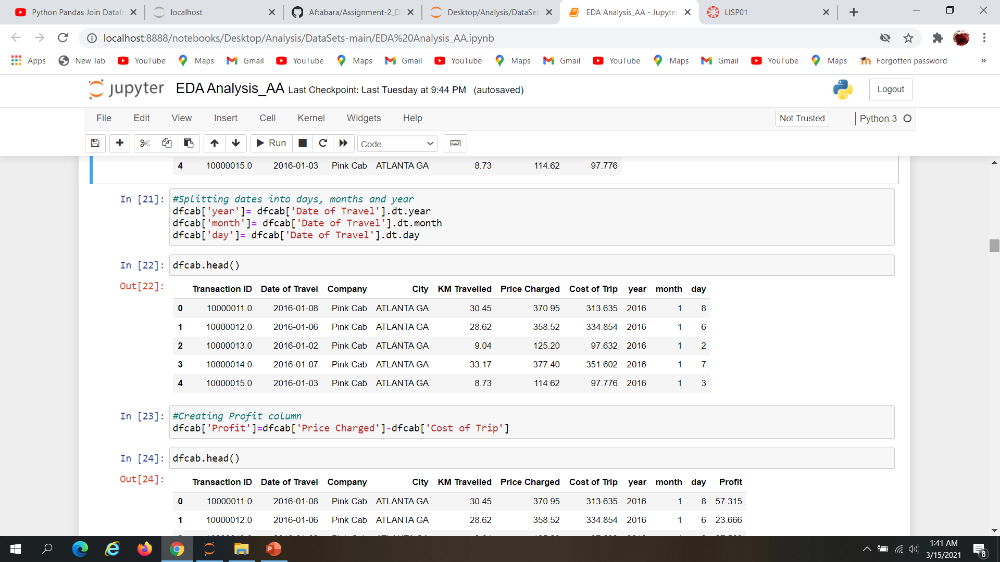 Python Pandas Join Datafr
localhost
Aftabara/Assignment-2_D
Desktop/Analysis/DataSet
EDA Analysis_AA - Jupyter
LISP01
localhost:8888/notebooks/Desktop/Analysis/DataSets-main/EDA%20Analysis_AA.ipynb
Apps New Tab YouTube Maps Gmail YouTube Maps Gmail YouTube Maps Gmail YouTube Maps Gmail YouTube Maps Forgotten password »
jupyter EDA Analysis_AA Last Checkpoint: Last Tuesday at 9:44 PM (autosaved) Logout
File Edit View Insert Cell Kernel Widgets Help Not Trusted Python 3
Run Code
4 10000015.0 2016-01-03 Pink Cab ATLANTA GA 8.73 114.62 97.776
In [21]: #Splitting dates into days, months and year
dfcab['year']= dfcab['Date of Travel'].dt.year
dfcab['month']= dfcab['Date of Travel'].dt.month
dfcab['day']= dfcab['Date of Travel'].dt.day
In [22]: dfcab.head()
Out[22]:
Transaction ID Date of Travel Company City KM Travelled Price Charged Cost of Trip year month day
0 10000011.0 2016-01-08 Pink Cab ATLANTA GA 30.45 370.95 313.635 2016 1 8
1 10000012.0 2016-01-06 Pink Cab ATLANTA GA 28.62 358.52 334.854 2016 1 6
2 10000013.0 2016-01-02 Pink Cab ATLANTA GA 9.04 125.20 97.632 2016 1 2
3 10000014.0 2016-01-07 Pink Cab ATLANTA GA 33.17 377.40 351.602 2016 1 7
4 10000015.0 2016-01-03 Pink Cab ATLANTA GA 8.73 114.62 97.776 2016 1 3
In [23]: #Creating Profit column
dfcab['Profit']=dfcab['Price Charged']-dfcab['Cost of Trip']
In [24]: dfcab.head()
Out[24]:
Transaction ID Date of Travel Company City KM Travelled Price Charged Cost of Trip year month day Profit
0 10000011.0 2016-01-08 Pink Cab ATLANTA GA 30.45 370.95 313.635 2016 1 8 57.315
1 10000012.0 2016-01-06 Pink Cab ATLANTA GA 28.62 358.52 334.854 2016 1 6 23.666
1:41 AM
3/15/2021
8